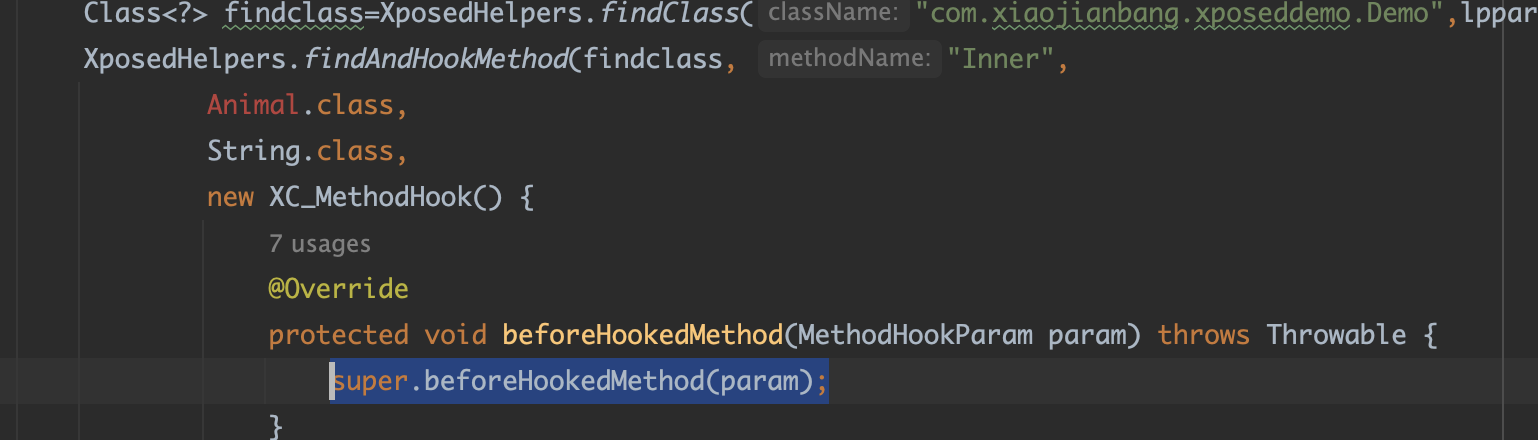 Class<?> findclass=XposedHelpers.findClass( className: "com.xiaojianbang.xposeddemo.Demo",lppar
XposedHelpers.findAndHookMethod(findclass, methodName: "Inner",
Animal.class,
String.class,
new XC_MethodHook() {
7 usages
@Override
protected void beforeHookedMethod(MethodHookParam param) throws Throwable {
super.beforeHookedMethod(param);
}